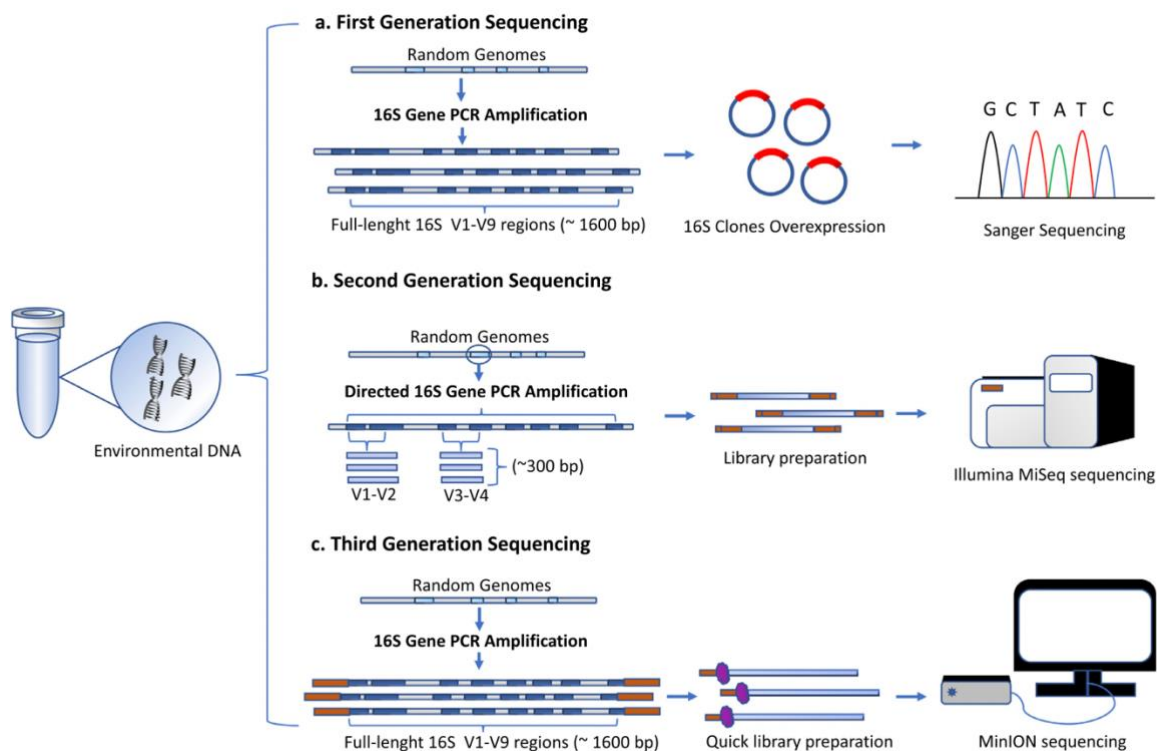 a. First Generation Sequencing
Random Genomes
16S Gene PCR Amplification
Full-lenght 16S V1-V9 regions (~ 1600 bp)
16S Clones Overexpression
G C T A T C
Sanger Sequencing
b. Second Generation Sequencing
Random Genomes
Directed 16S Gene PCR Amplification
(~300 bp)
V1-V2
V3-V4
Library preparation
Illumina MiSeq sequencing
Environmental DNA
c. Third Generation Sequencing
Random Genomes
16S Gene PCR Amplification
Full-lenght 16S V1-V9 regions (~ 1600 bp)
Quick library preparation
MinION sequencing